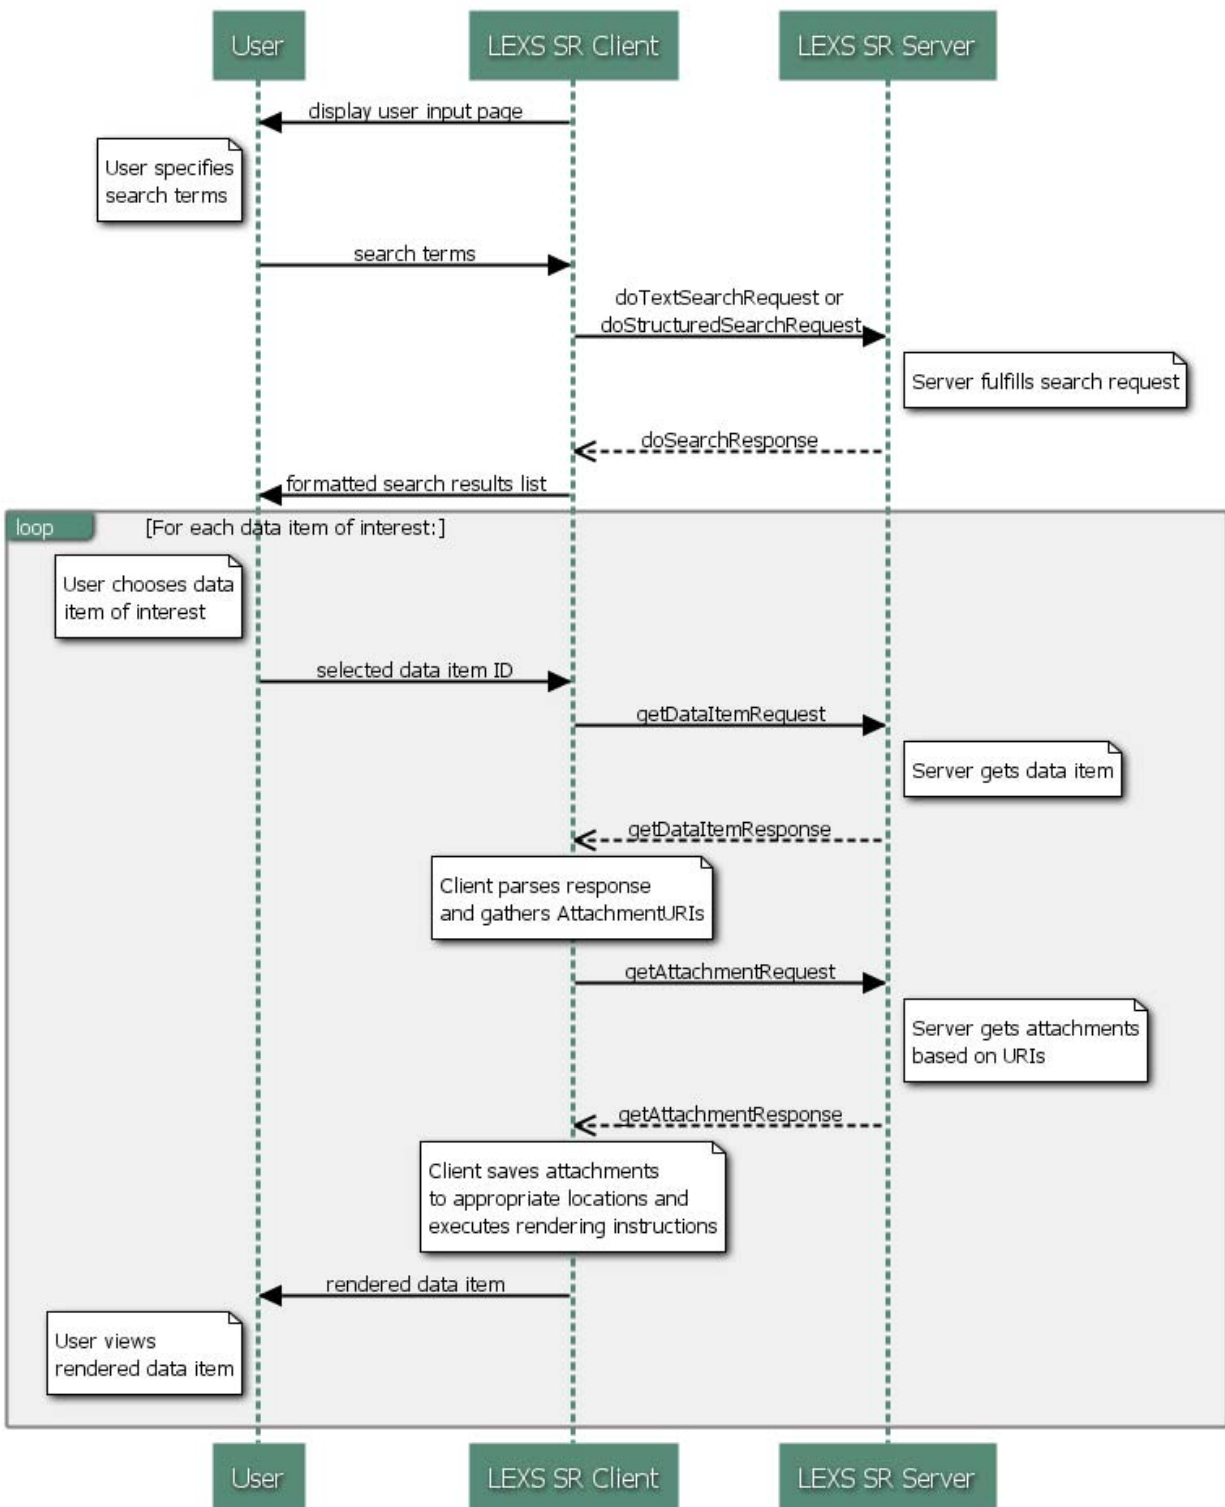 User
LEXS SR Client
LEXS SR Server
display user input page
User specifies
search terms
search terms
doTextSearchRequest or
doStructuredSearchRequest
Server fulfills search request
doSearchResponse
formatted search results list
loop
[For each data item of interest:]
User chooses data
item of interest
selected data item ID
getDataItemRequest
Server gets data item
getDataItemResponse
Client parses response
and gathers AttachmentURIs
getAttachmentRequest
Server gets attachments
based on URIs
getAttachmentResponse
Client saves attachments
to appropriate locations and
executes rendering instructions
rendered data item
User views
rendered data item
User
LEXS SR Client
LEXS SR Server